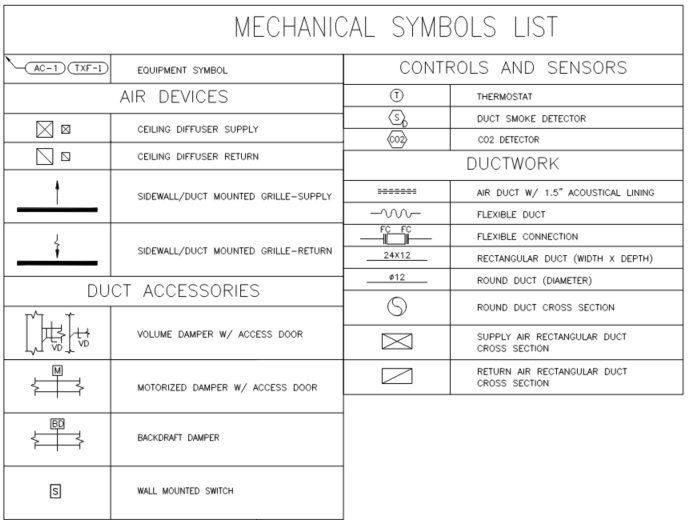 MECHANICAL SYMBOLS LIST
AC-1 TXF-1 EQUIPMENT SYMBOL
AIR DEVICES
CEILING DIFFUSER SUPPLY
CEILING DIFFUSER RETURN
SIDEWALL/DUCT MOUNTED GRILLE-SUPPLY
SIDEWALL/DUCT MOUNTED GRILLE-RETURN
DUCT ACCESSORIES
VD VD VOLUME DAMPER W/ ACCESS DOOR
M MOTORIZED DAMPER W/ ACCESS DOOR
BD BACKDRAFT DAMPER
S WALL MOUNTED SWITCH
CONTROLS AND SENSORS
T THERMOSTAT
S D DUCT SMOKE DETECTOR
CO2 CO2 DETECTOR
DUCTWORK
AIR DUCT W/ 1.5" ACOUSTICAL LINING
FLEXIBLE DUCT
FC FC FLEXIBLE CONNECTION
24X12 RECTANGULAR DUCT (WIDTH X DEPTH)
ø12 ROUND DUCT (DIAMETER)
ROUND DUCT CROSS SECTION
SUPPLY AIR RECTANGULAR DUCT
CROSS SECTION
RETURN AIR RECTANGULAR DUCT
CROSS SECTION